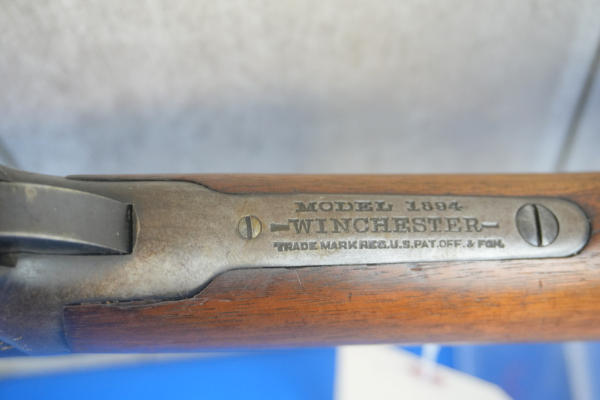 MODEL 1894
-WINCHESTER-
TRADE MARK REG. U.S. PAT. OFF. & FGN.